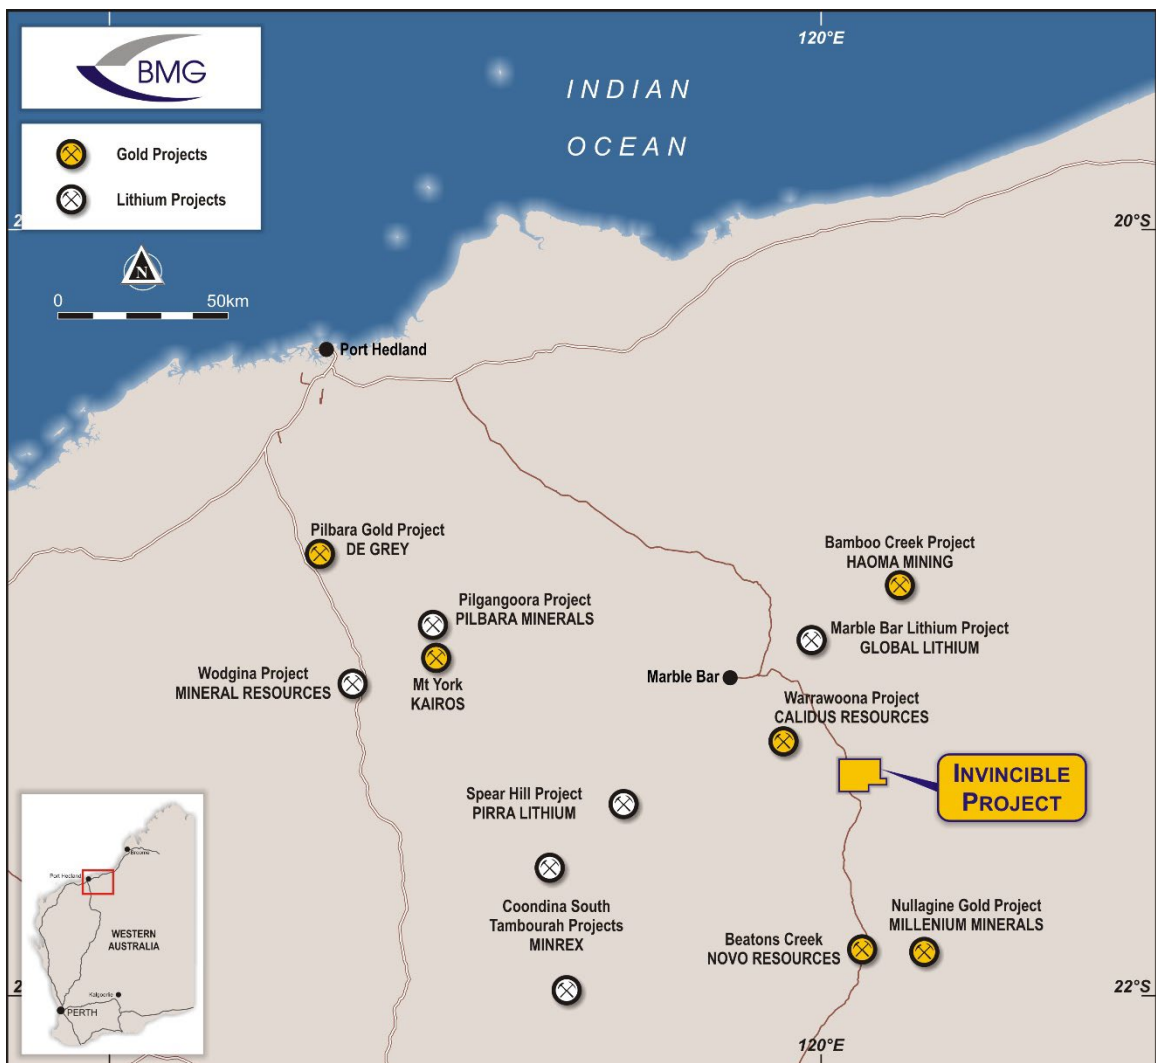 120°E
BMG
INDIAN
OCEAN
Gold Projects
Lithium Projects
20°S
N
0 50km
Port Hedland
Pilbara Gold Project
DE GREY
Bamboo Creek Project
HAOMA MINING
Pilgangoora Project
PILBARA MINERALS
Marble Bar Lithium Project
GLOBAL LITHIUM
Wodgina Project
MINERAL RESOURCES
Mt York
KAIROS
Marble Bar
Warrawoona Project
CALIDUS RESOURCES
INVINCIBLE
PROJECT
Spear Hill Project
PIRRA LITHIUM
Coondina South
Tambourah Projects
MINREX
Nullagine Gold Project
MILLENIUM MINERALS
Beatons Creek
NOVO RESOURCES
22°S
120°E
Broome
Port Hedland
WESTERN
AUSTRALIA
Kalgoorlie
PERTH